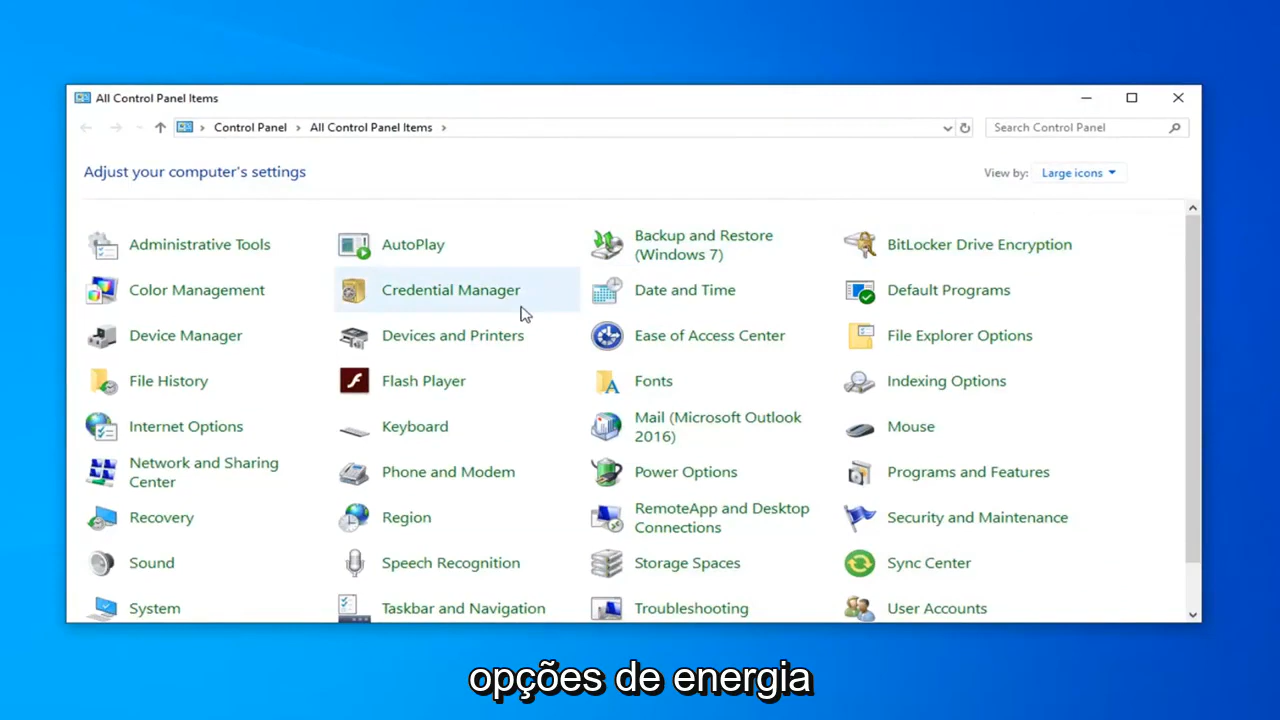 All Control Panel Items
Control Panel > All Control Panel Items >
Search Control Panel
Adjust your computer's settings
View by: Large icons
Administrative Tools
AutoPlay
Backup and Restore
(Windows 7)
BitLocker Drive Encryption
Color Management
Credential Manager
Date and Time
Default Programs
Device Manager
Devices and Printers
Ease of Access Center
File Explorer Options
File History
Flash Player
Fonts
Indexing Options
Internet Options
Keyboard
Mail (Microsoft Outlook
2016)
Mouse
Network and Sharing
Center
Phone and Modem
Power Options
Programs and Features
Recovery
Region
RemoteApp and Desktop
Connections
Security and Maintenance
Sound
Speech Recognition
Storage Spaces
Sync Center
System
Taskbar and Navigation
Troubleshooting
User Accounts
opções de energia